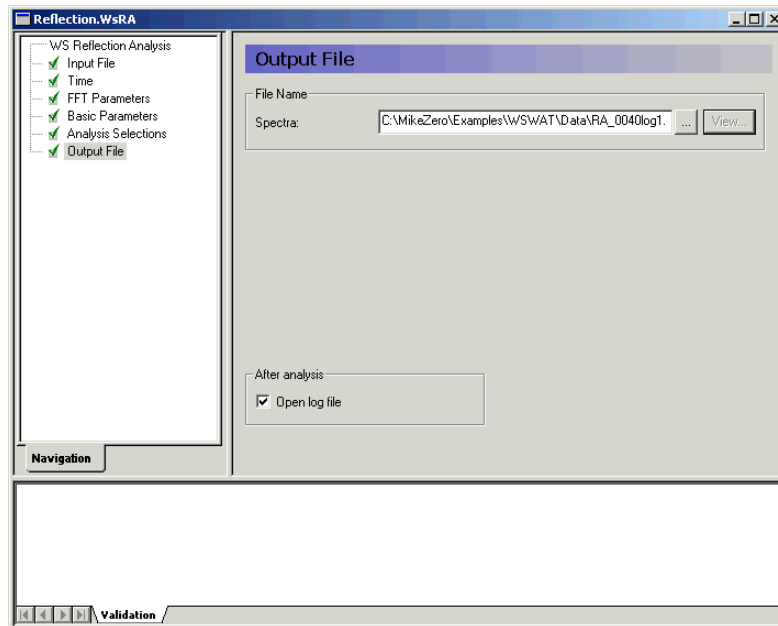 Reflection.WsRA
WS Reflection Analysis
Input File
Time
FFT Parameters
Basic Parameters
Analysis Selections
Output File
Navigation
Output File
File Name
Spectra:
C:\MikeZero\Examples\WSWAT\Data\RA_0040log1.
...
View...
After analysis
Open log file
Validation